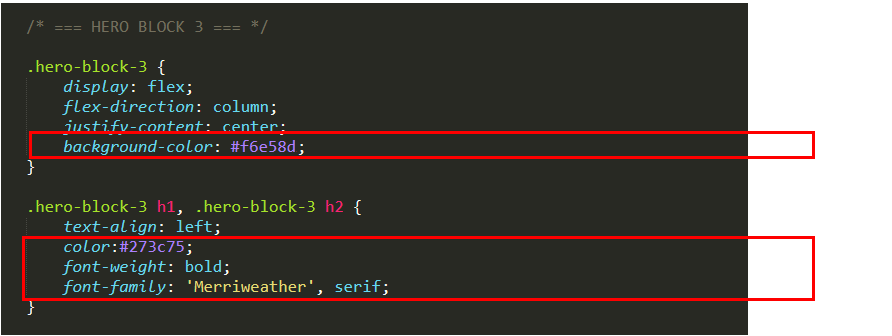 /* === HERO BLOCK 3 === */
.hero-block-3 {
display: flex;
flex-direction: column;
justify-content: center;
background-color: #f6e58d;
}
.hero-block-3 h1, .hero-block-3 h2 {
text-align: left;
color:#273c75;
font-weight: bold;
font-family: 'Merriweather', serif;
}